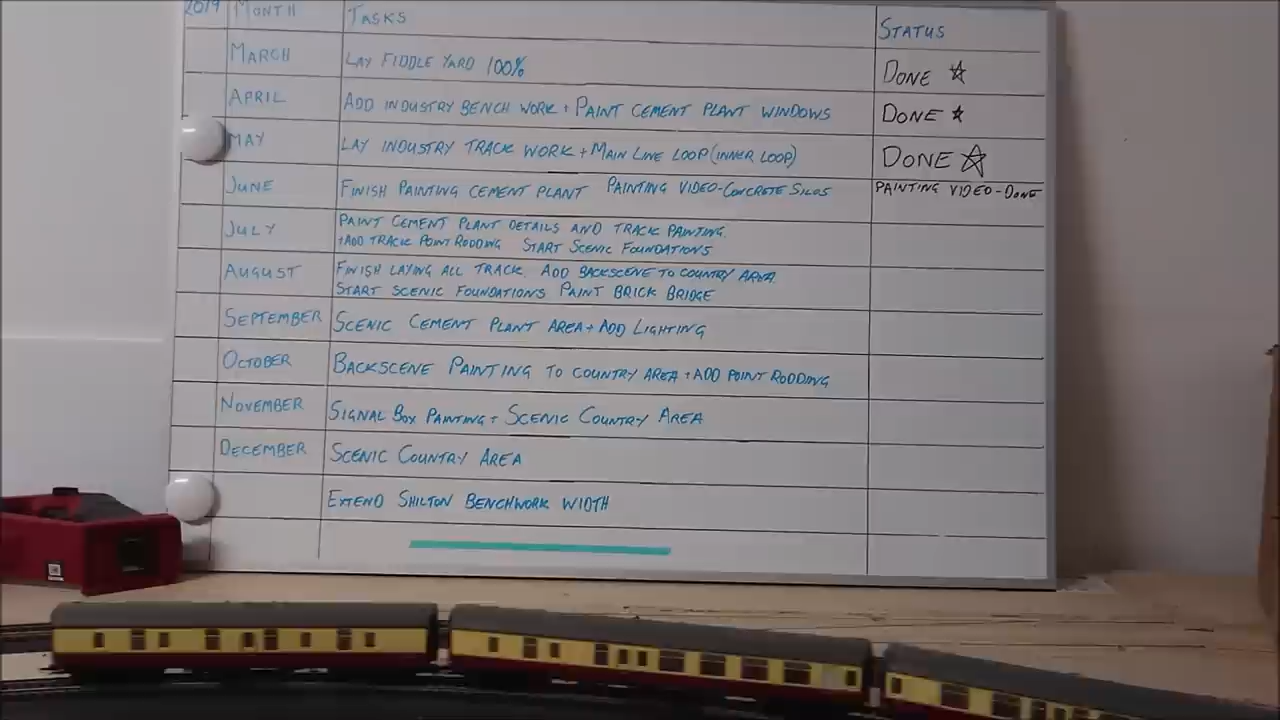 2019 MONTH TASKS STATUS
MARCH LAY FIDDLE YARD 100% DONE ☆
APRIL ADD INDUSTRY BENCH WORK + PAINT CEMENT PLANT WINDOWS DONE ★
MAY LAY INDUSTRY TRACK WORK + MAIN LINE LOOP (INNER LOOP) DONE ☆
JUNE FINISH PAINTING CEMENT PLANT PAINTING VIDEO-CONCRETE SILOS PAINTING VIDEO-DONE
JULY PAINT CEMENT PLANT DETAILS AND TRACK PAINTING.
+ADD TRACK POINT RODDING START SCENIC FOUNDATIONS
AUGUST FINISH LAYING ALL TRACK. ADD BACKSCENE TO COUNTRY AREA.
START SCENIC FOUNDATIONS PAINT BRICK BRIDGE
SEPTEMBER SCENIC CEMENT PLANT AREA + ADD LIGHTING
OCTOBER BACKSCENE PAINTING TO COUNTRY AREA + ADD POINT RODDING
NOVEMBER SIGNAL BOX PAINTING + SCENIC COUNTRY AREA
DECEMBER SCENIC COUNTRY AREA
EXTEND SHILTON BENCHWORK WIDTH